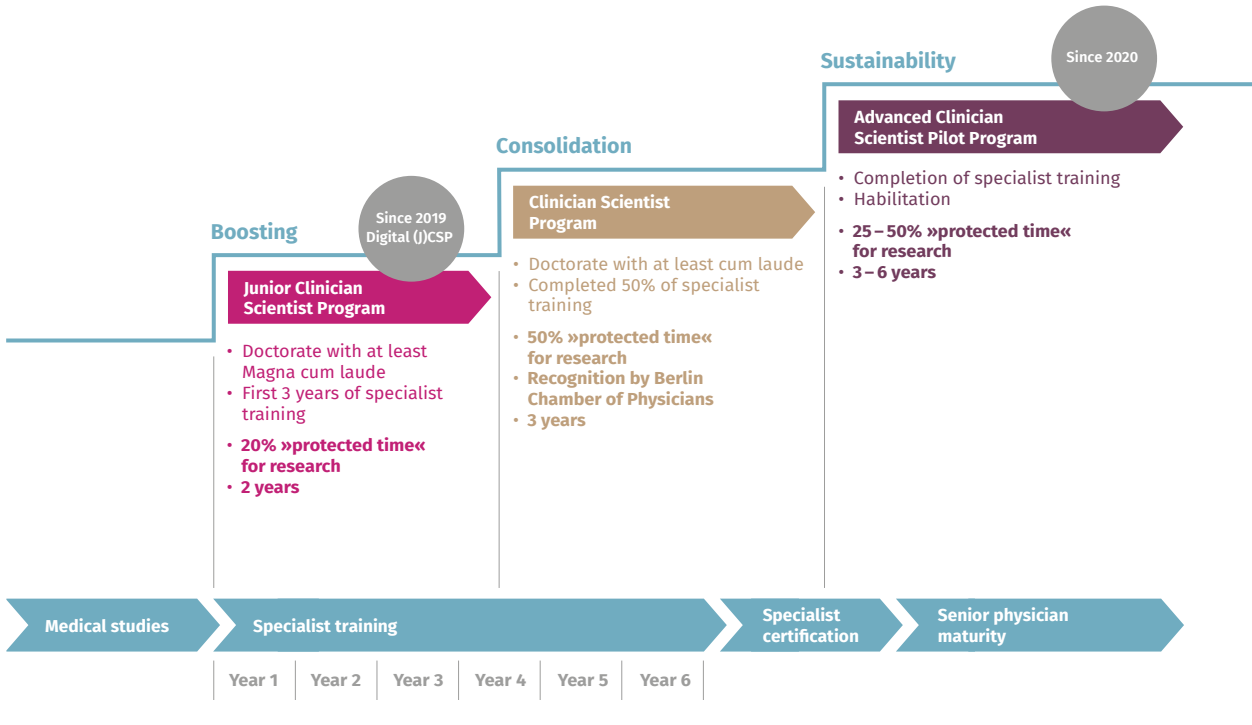 Boosting
Since 2019
Digital (J)CSP
Junior Clinician
Scientist Program
• Doctorate with at least
Magna cum laude
• First 3 years of specialist
training
• 20% »protected time«
for research
• 2 years
Consolidation
Clinician Scientist
Program
• Doctorate with at least cum laude
• Completed 50% of specialist
training
• 50% »protected time«
for research
• Recognition by Berlin
Chamber of Physicians
• 3 years
Sustainability
Since 2020
Advanced Clinician
Scientist Pilot Program
• Completion of specialist training
• Habilitation
• 25 – 50% »protected time«
for research
• 3 – 6 years
Medical studies
Specialist training
Specialist
certification
Senior physician
maturity
Year 1
Year 2
Year 3
Year 4
Year 5
Year 6